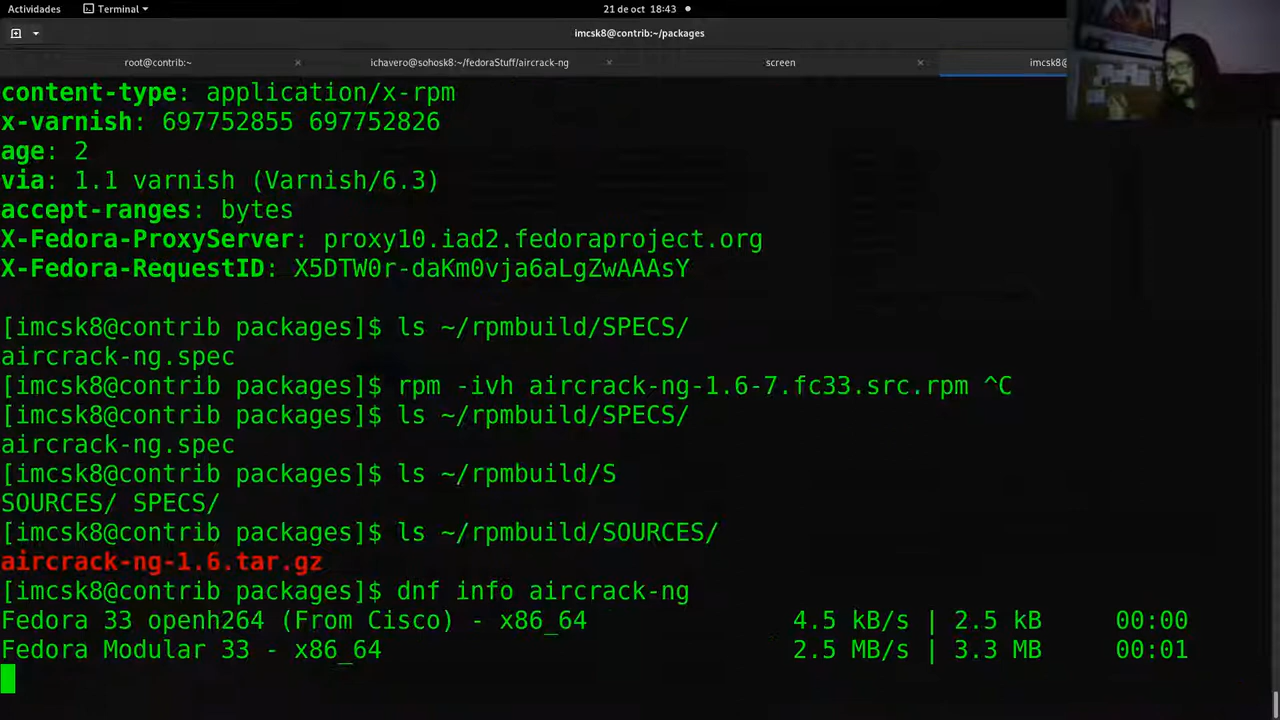 Actividades
Terminal
21 de oct 18:43
imcsk8@contrib:~/packages
root@contrib:~
ichavero@sohosk8:~/fedoraStuff/aircrack-ng
screen
imcsk8@
content-type: application/x-rpm
x-varnish: 697752855 697752826
age: 2
via: 1.1 varnish (Varnish/6.3)
accept-ranges: bytes
X-Fedora-ProxyServer: proxy10.iad2.fedoraproject.org
X-Fedora-RequestID: X5DTW0r-daKm0vja6aLgZwAAAsY
[imcsk8@contrib packages]$ ls ~/rpmbuild/SPECS/
aircrack-ng.spec
[imcsk8@contrib packages]$ rpm -ivh aircrack-ng-1.6-7.fc33.src.rpm ^C
[imcsk8@contrib packages]$ ls ~/rpmbuild/SPECS/
aircrack-ng.spec
[imcsk8@contrib packages]$ ls ~/rpmbuild/S
SOURCES/ SPECS/
[imcsk8@contrib packages]$ ls ~/rpmbuild/SOURCES/
aircrack-ng-1.6.tar.gz
[imcsk8@contrib packages]$ dnf info aircrack-ng
Fedora 33 openh264 (From Cisco) - x86_64 4.5 kB/s | 2.5 kB 00:00
Fedora Modular 33 - x86_64 2.5 MB/s | 3.3 MB 00:01